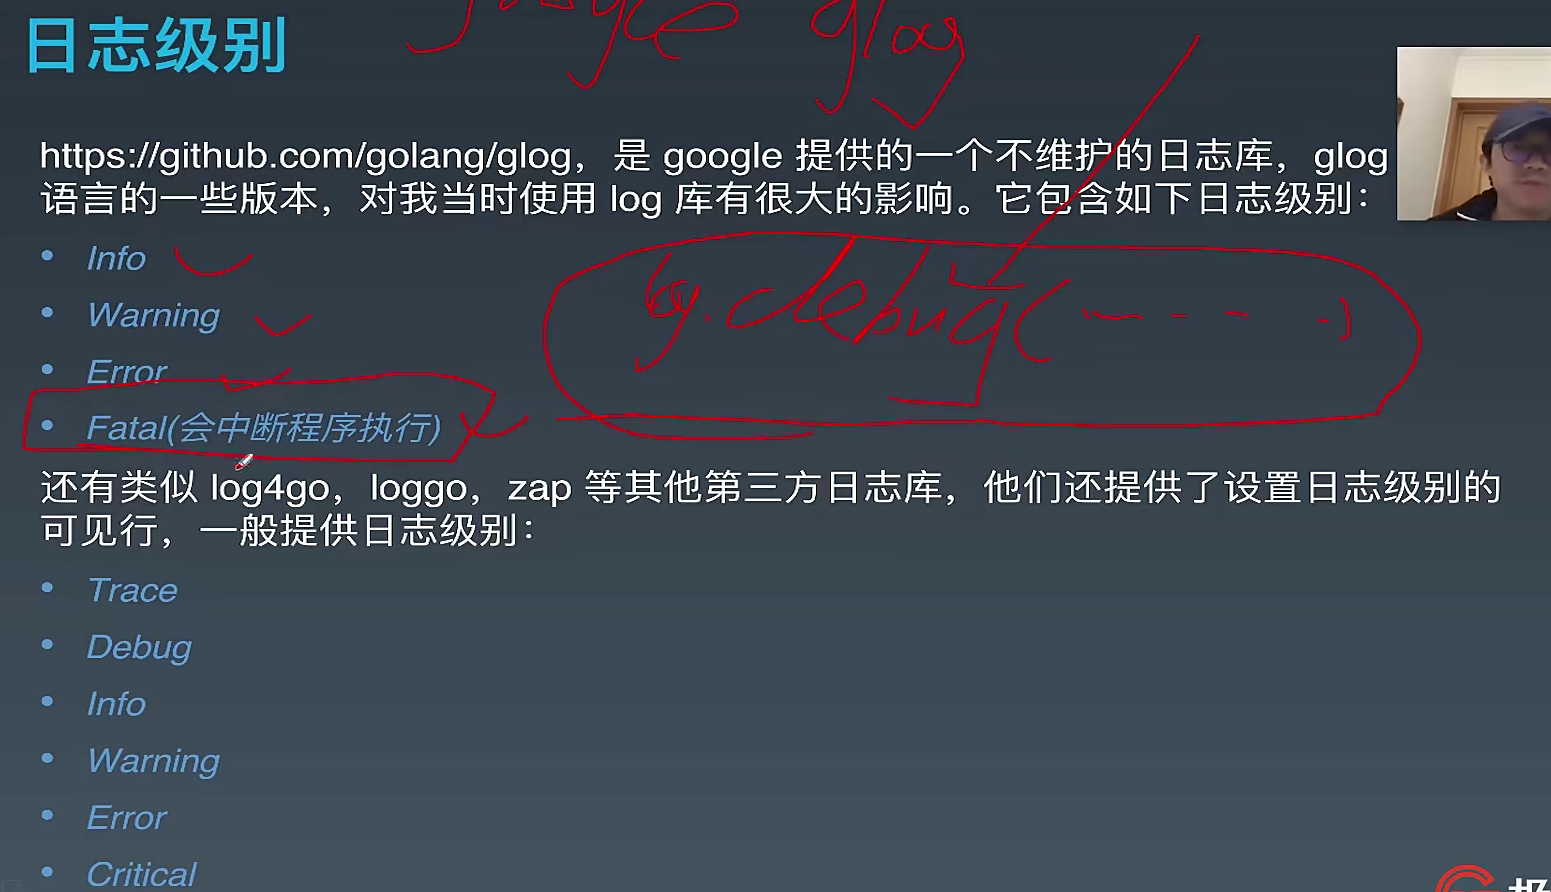 日志级别
google glog
https://github.com/golang/glog，是 google 提供的一个不维护的日志库，glog
语言的一些版本，对我当时使用 log 库有很大的影响。它包含如下日志级别：
• Info
• Warning
• Error
• Fatal(会中断程序执行)
debug(
还有类似 log4go，loggo，zap 等其他第三方日志库，他们还提供了设置日志级别的
可见行，一般提供日志级别：
• Trace
• Debug
• Info
• Warning
• Error
• Critical